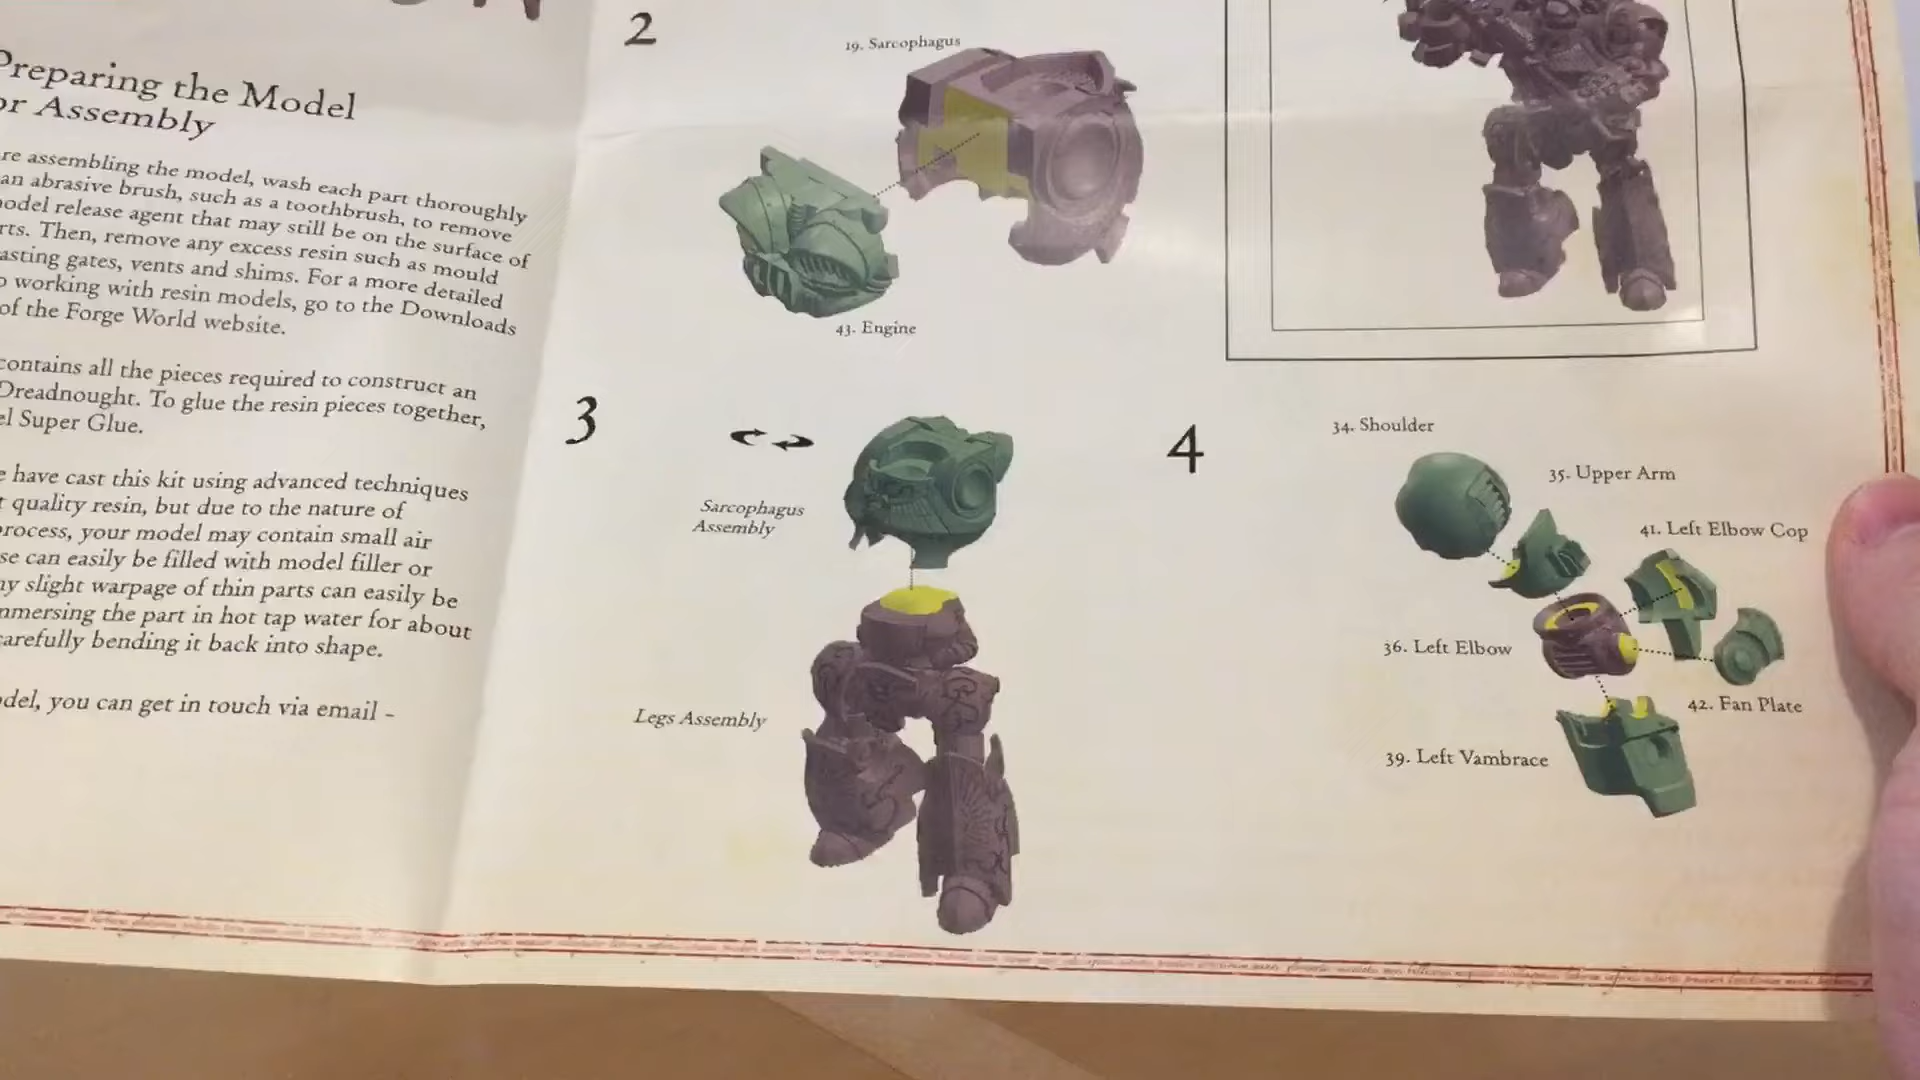 Preparing the Model
or Assembly
re assembling the model, wash each part thoroughly
an abrasive brush, such as a toothbrush, to remove
odel release agent that may still be on the surface of
rts. Then, remove any excess resin such as mould
asting gates, vents and shims. For a more detailed
o working with resin models, go to the Downloads
of the Forge World website.
contains all the pieces required to construct an
Dreadnought. To glue the resin pieces together,
el Super Glue.
e have cast this kit using advanced techniques
t quality resin, but due to the nature of
rocess, your model may contain small air
se can easily be filled with model filler or
ny slight warpage of thin parts can easily be
mmersing the part in hot tap water for about
carefully bending it back into shape.
odel, you can get in touch via email -
2
19. Sarcophagus
43. Engine
3
Sarcophagus
Assembly
Legs Assembly
4
34. Shoulder
35. Upper Arm
41. Left Elbow Cop
36. Left Elbow
42. Fan Plate
39. Left Vambrace